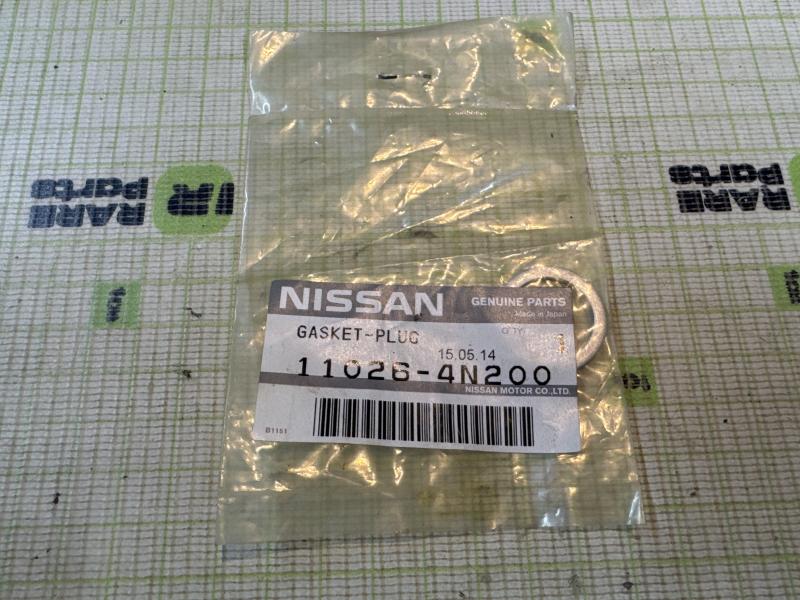 RARE
Parts
IR
RARE
Parts
NISSAN
GENUINE PARTS
Made in Japan
GASKET-PLUG
Q'TY
15.05.14
11026-4N200
NISSAN MOTOR CO.,LTD.
B1151